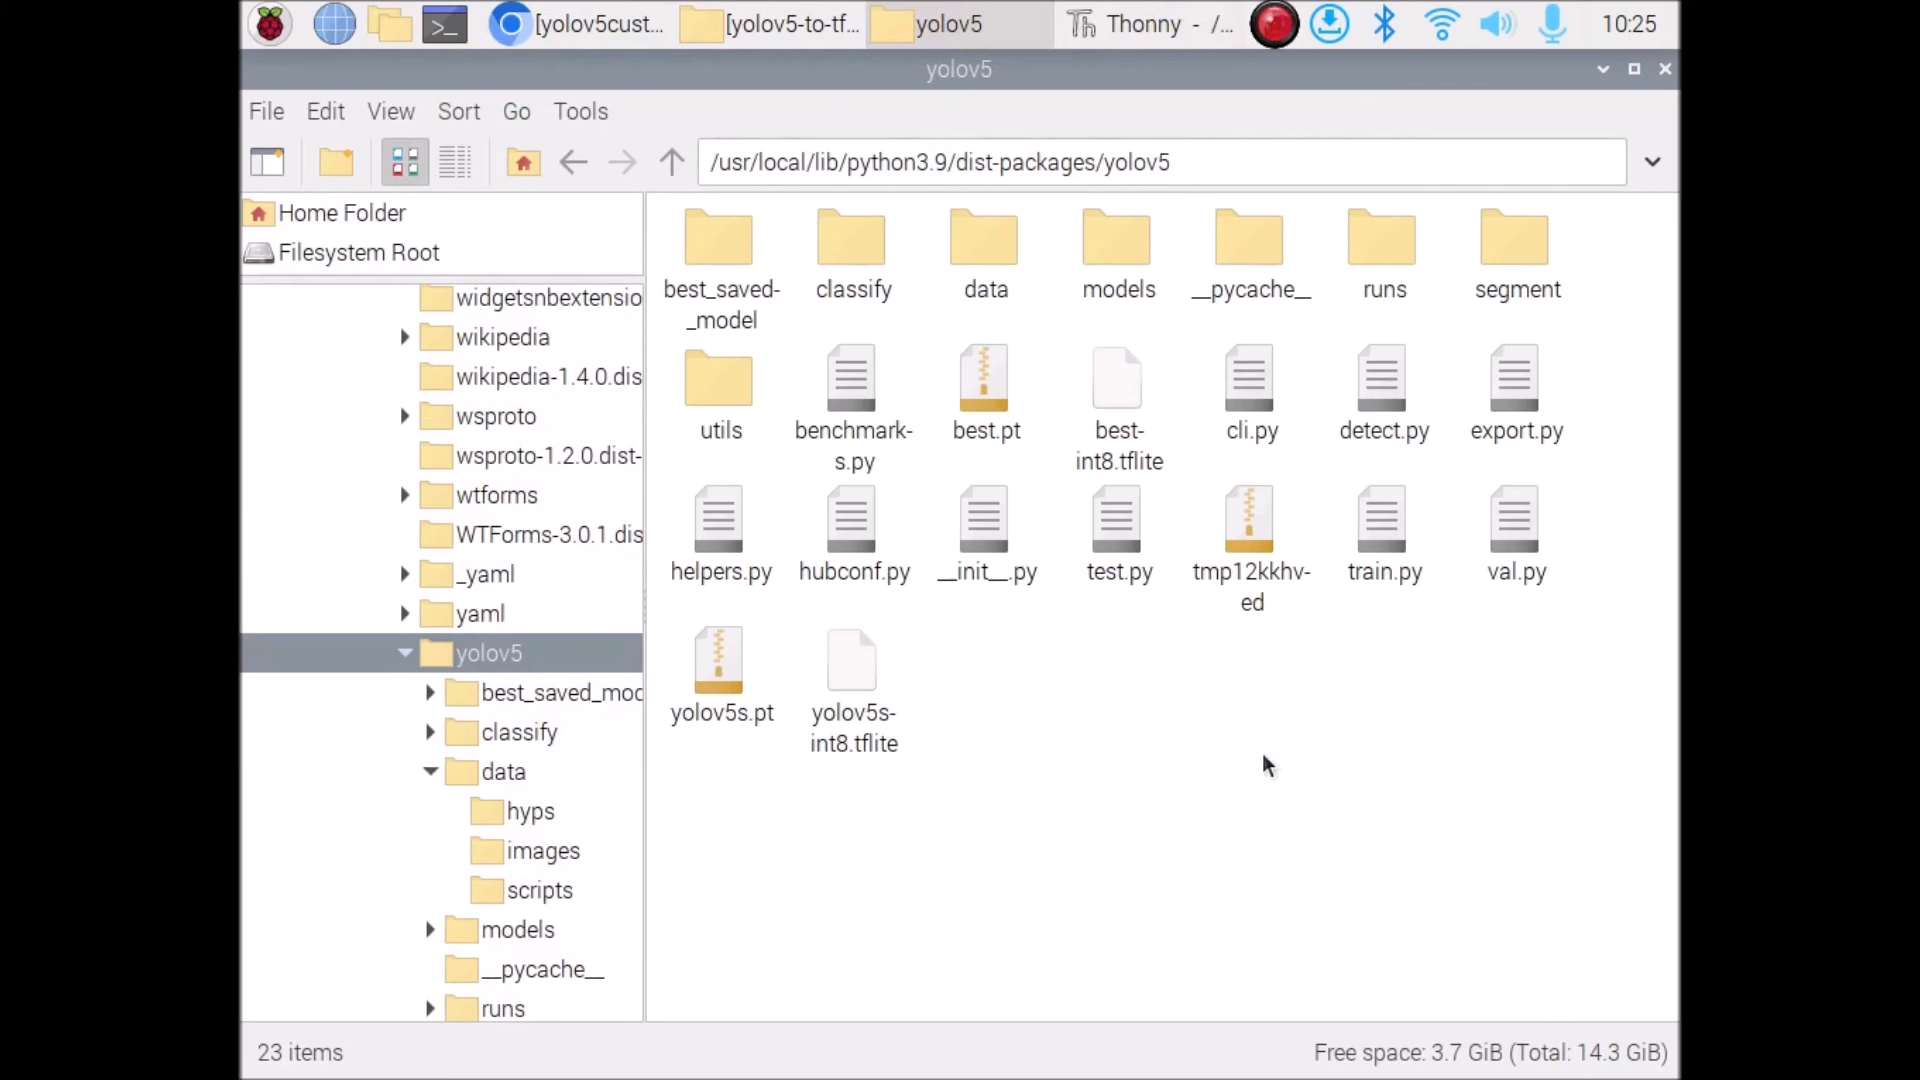 [yolov5cust...
[yolov5-to-tf...
yolov5
Thonny - /...
10:25
yolov5
File Edit View Sort Go Tools
/usr/local/lib/python3.9/dist-packages/yolov5
Home Folder
Filesystem Root
widgetsnbextensio
wikipedia
wikipedia-1.4.0.dis
wsproto
wsproto-1.2.0.dist-
wtforms
WTForms-3.0.1.dis
_yaml
yaml
yolov5
best_saved_mod
classify
data
hyps
images
scripts
models
__pycache__
runs
best_saved-
_model
classify
data
models
__pycache__
runs
segment
utils
benchmark-
s.py
best.pt
best-
int8.tflite
cli.py
detect.py
export.py
helpers.py
hubconf.py
__init__.py
test.py
tmp12kkhv-
ed
train.py
val.py
yolov5s.pt
yolov5s-
int8.tflite
23 items
Free space: 3.7 GiB (Total: 14.3 GiB)